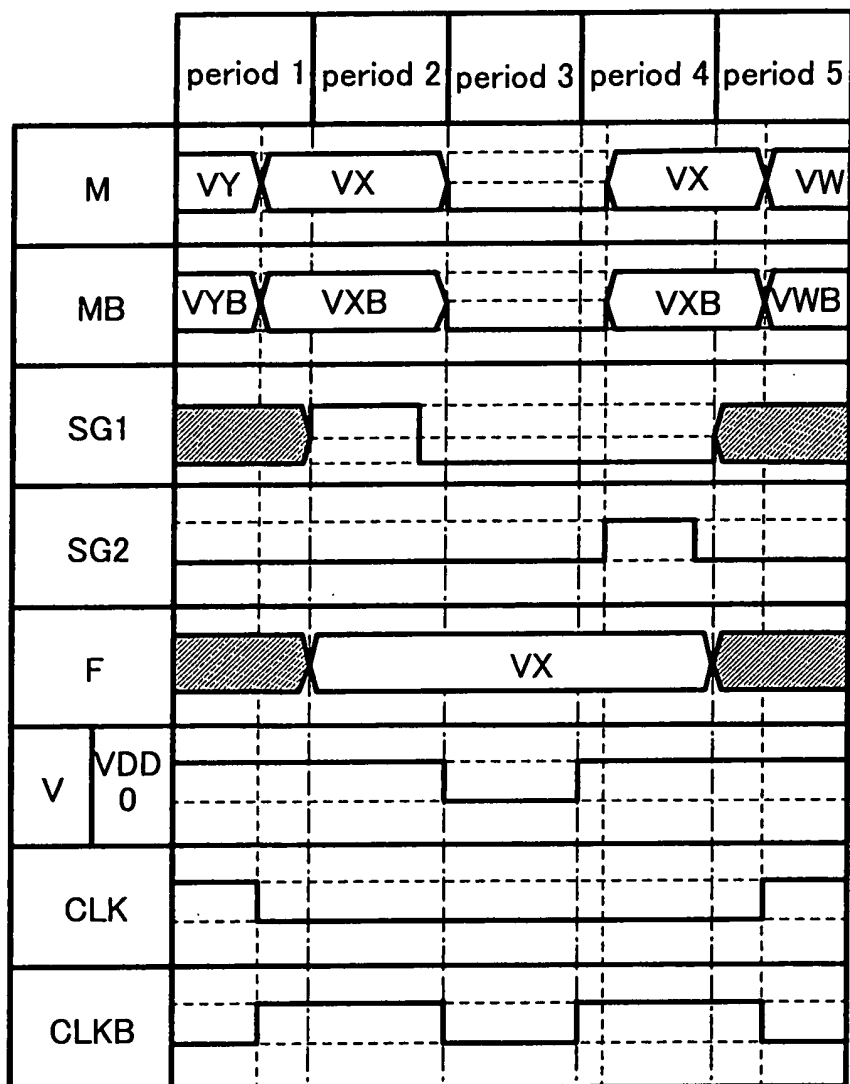 period 1 period 2 period 3 period 4 period 5
M VY VX VX VW
MB VYB VXB VXB VWB
SG1
SG2
F VX
V VDD
0
CLK
CLKB